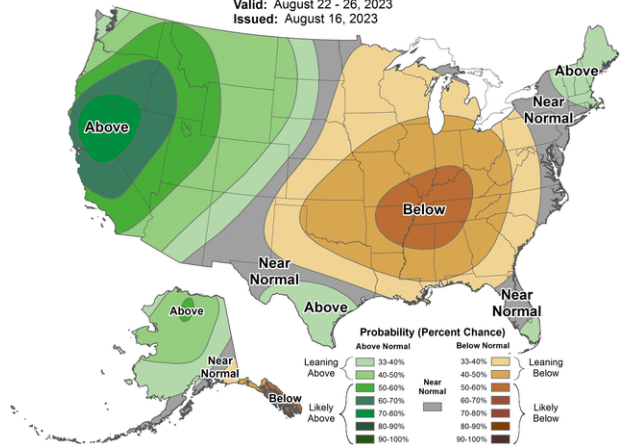 Valid: August 22 - 26, 2023
Issued: August 16, 2023
Above
Above
Near
Normal
Below
Near
Normal
Above
Near
Normal
Above
Near
Normal
Below
Probability (Percent Chance)
Above Normal
Below Normal
Leaning
Above
33-40%
40-50%
50-60%
60-70%
70-80%
80-90%
90-100%
Likely
Above
Near
Normal
33-40%
40-50%
50-60%
60-70%
70-80%
80-90%
90-100%
Leaning
Below
Likely
Below